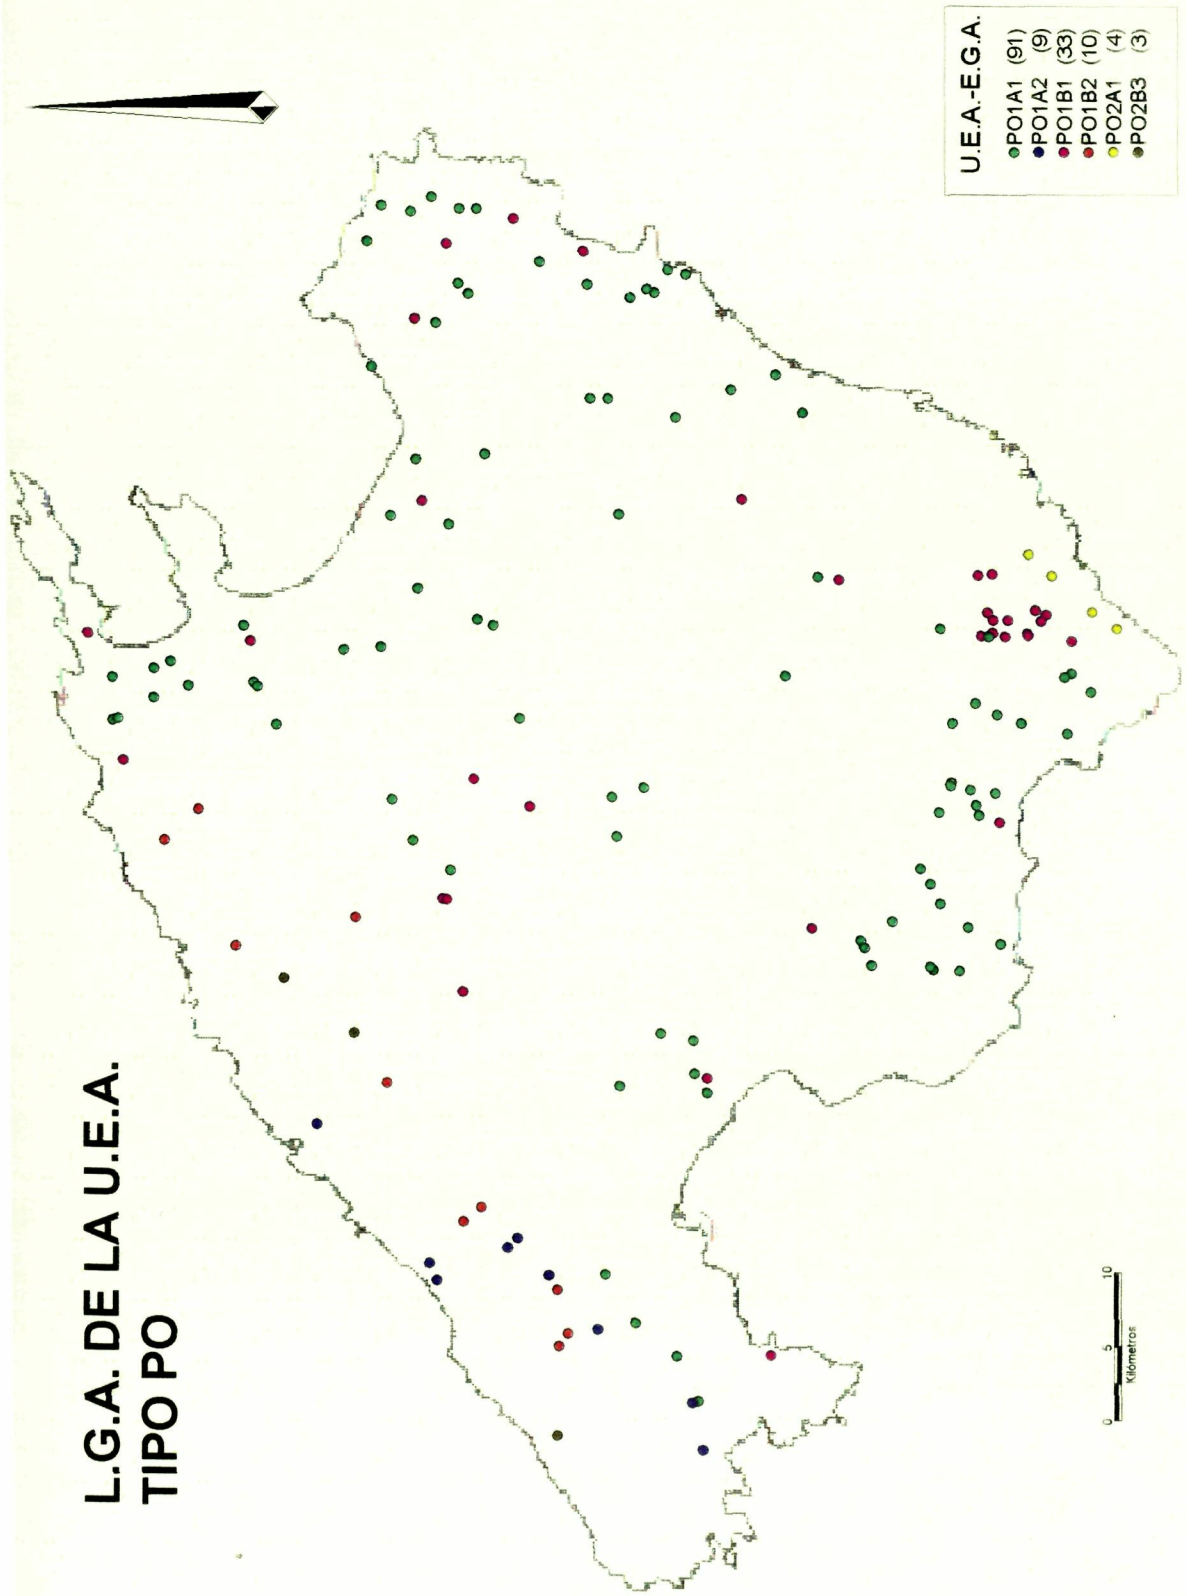 L.G.A. DE LA U.E.A.
TIPO PO
U.E.A.-E.G.A.
PO1A1 (91)
PO1A2 (9)
PO1B1 (33)
PO1B2 (10)
PO2A1 (4)
PO2B3 (3)
0 5 10
Kilómetros